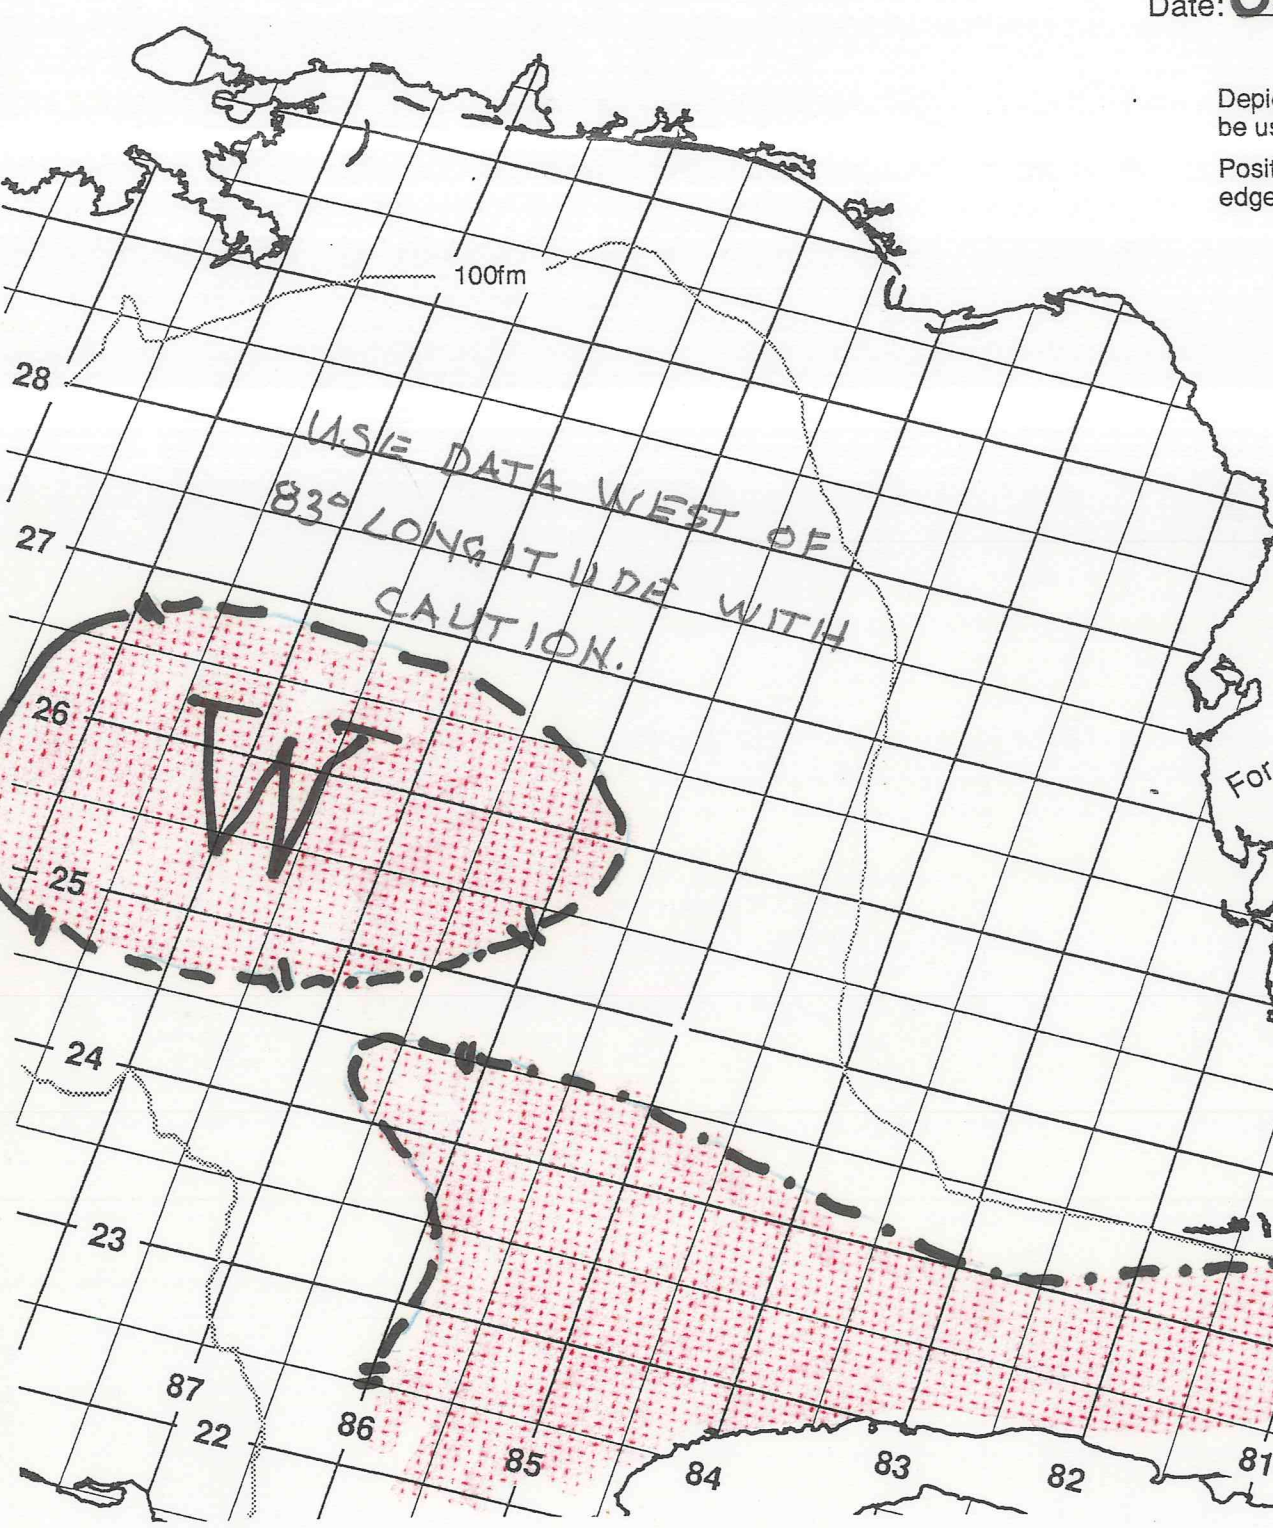 Date:
Depi
be us
Posit
edge
100fm
28
USE DATA WEST OF
83° LONGITUDE WITH
CAUTION.
27
26
W
For
25
24
23
87
22
86
85
84
83
82
81